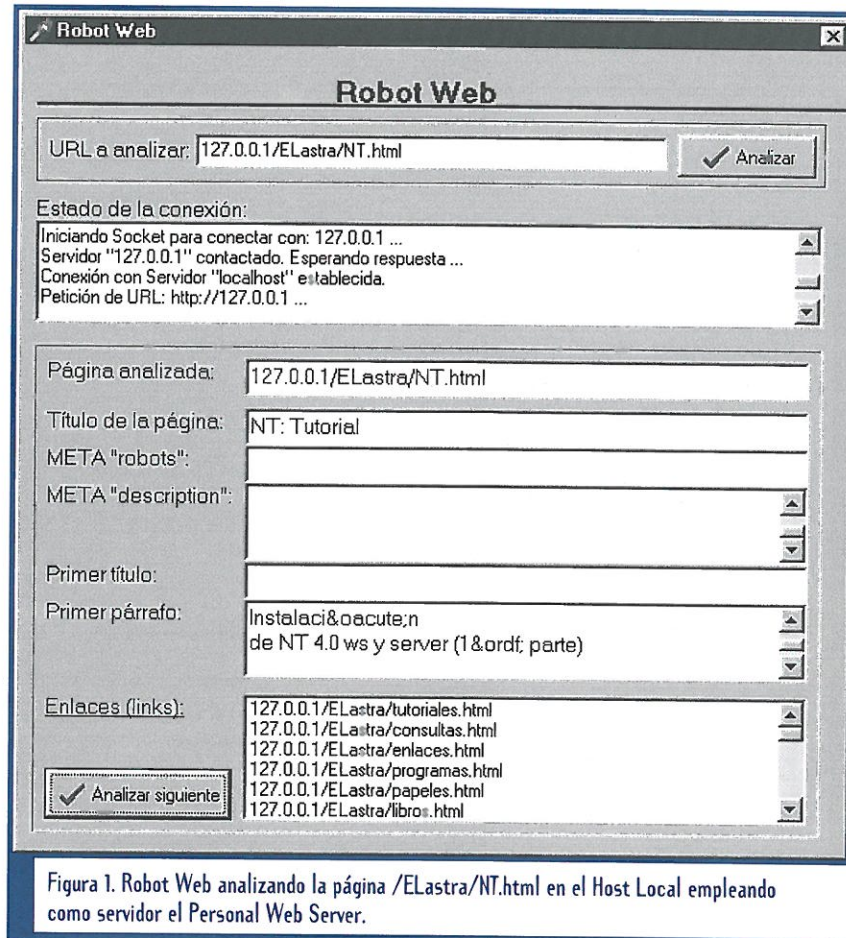 Robot Web
Robot Web
URL a analizar: 127.0.0.1/ELastra/NT.html Analizar
Estado de la conexión:
Iniciando Socket para conectar con: 127.0.0.1 ...
Servidor "127.0.0.1" contactado. Esperando respuesta ...
Conexión con Servidor "localhost" establecida.
Petición de URL: http://127.0.0.1 ...
Página analizada: 127.0.0.1/ELastra/NT.html
Título de la página: NT: Tutorial
META "robots":
META "description":
Primer título:
Primer párrafo: Instalaci&oacute;n
de NT 4.0 ws y server (1&ordf; parte)
Enlaces (links): 127.0.0.1/ELastra/tutoriales.html
127.0.0.1/ELastra/consultas.html
127.0.0.1/ELastra/enlaces.html
127.0.0.1/ELastra/programas.html
127.0.0.1/ELastra/papeles.html
Analizar siguiente 127.0.0.1/ELastra/libros.html
Figura 1. Robot Web analizando la página /ELastra/NT.html en el Host Local empleando
como servidor el Personal Web Server.